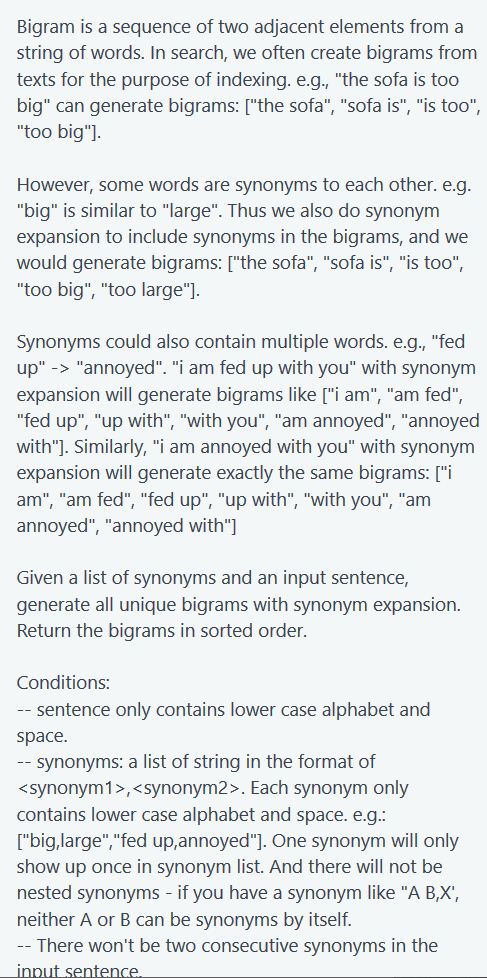 Bigram is a sequence of two adjacent elements from a
string of words. In search, we often create bigrams from
texts for the purpose of indexing. e.g., "the sofa is too
big" can generate bigrams: ["the sofa", "sofa is", "is too",
"too big"].
However, some words are synonyms to each other. e.g.
"big" is similar to "large". Thus we also do synonym
expansion to include synonyms in the bigrams, and we
would generate bigrams: ["the sofa", "sofa is", "is too",
"too big", "too large"].
Synonyms could also contain multiple words. e.g., "fed
up" -> "annoyed". "i am fed up with you" with synonym
expansion will generate bigrams like ["i am", "am fed",
"fed up", "up with", "with you", "am annoyed", "annoyed
with"]. Similarly, "i am annoyed with you" with synonym
expansion will generate exactly the same bigrams: ["i
am", "am fed", "fed up", "up with", "with you", "am
annoyed", "annoyed with"]
Given a list of synonyms and an input sentence,
generate all unique bigrams with synonym expansion.
Return the bigrams in sorted order.
Conditions:
-- sentence only contains lower case alphabet and
space.
-- synonyms: a list of string in the format of
<synonym1>,<synonym2>. Each synonym only
contains lower case alphabet and space. e.g.:
["big,large","fed up,annoyed"]. One synonym will only
show up once in synonym list. And there will not be
nested synonyms - if you have a synonym like "A B,X',
neither A or B can be synonyms by itself.
-- There won't be two consecutive synonyms in the
input sentence.